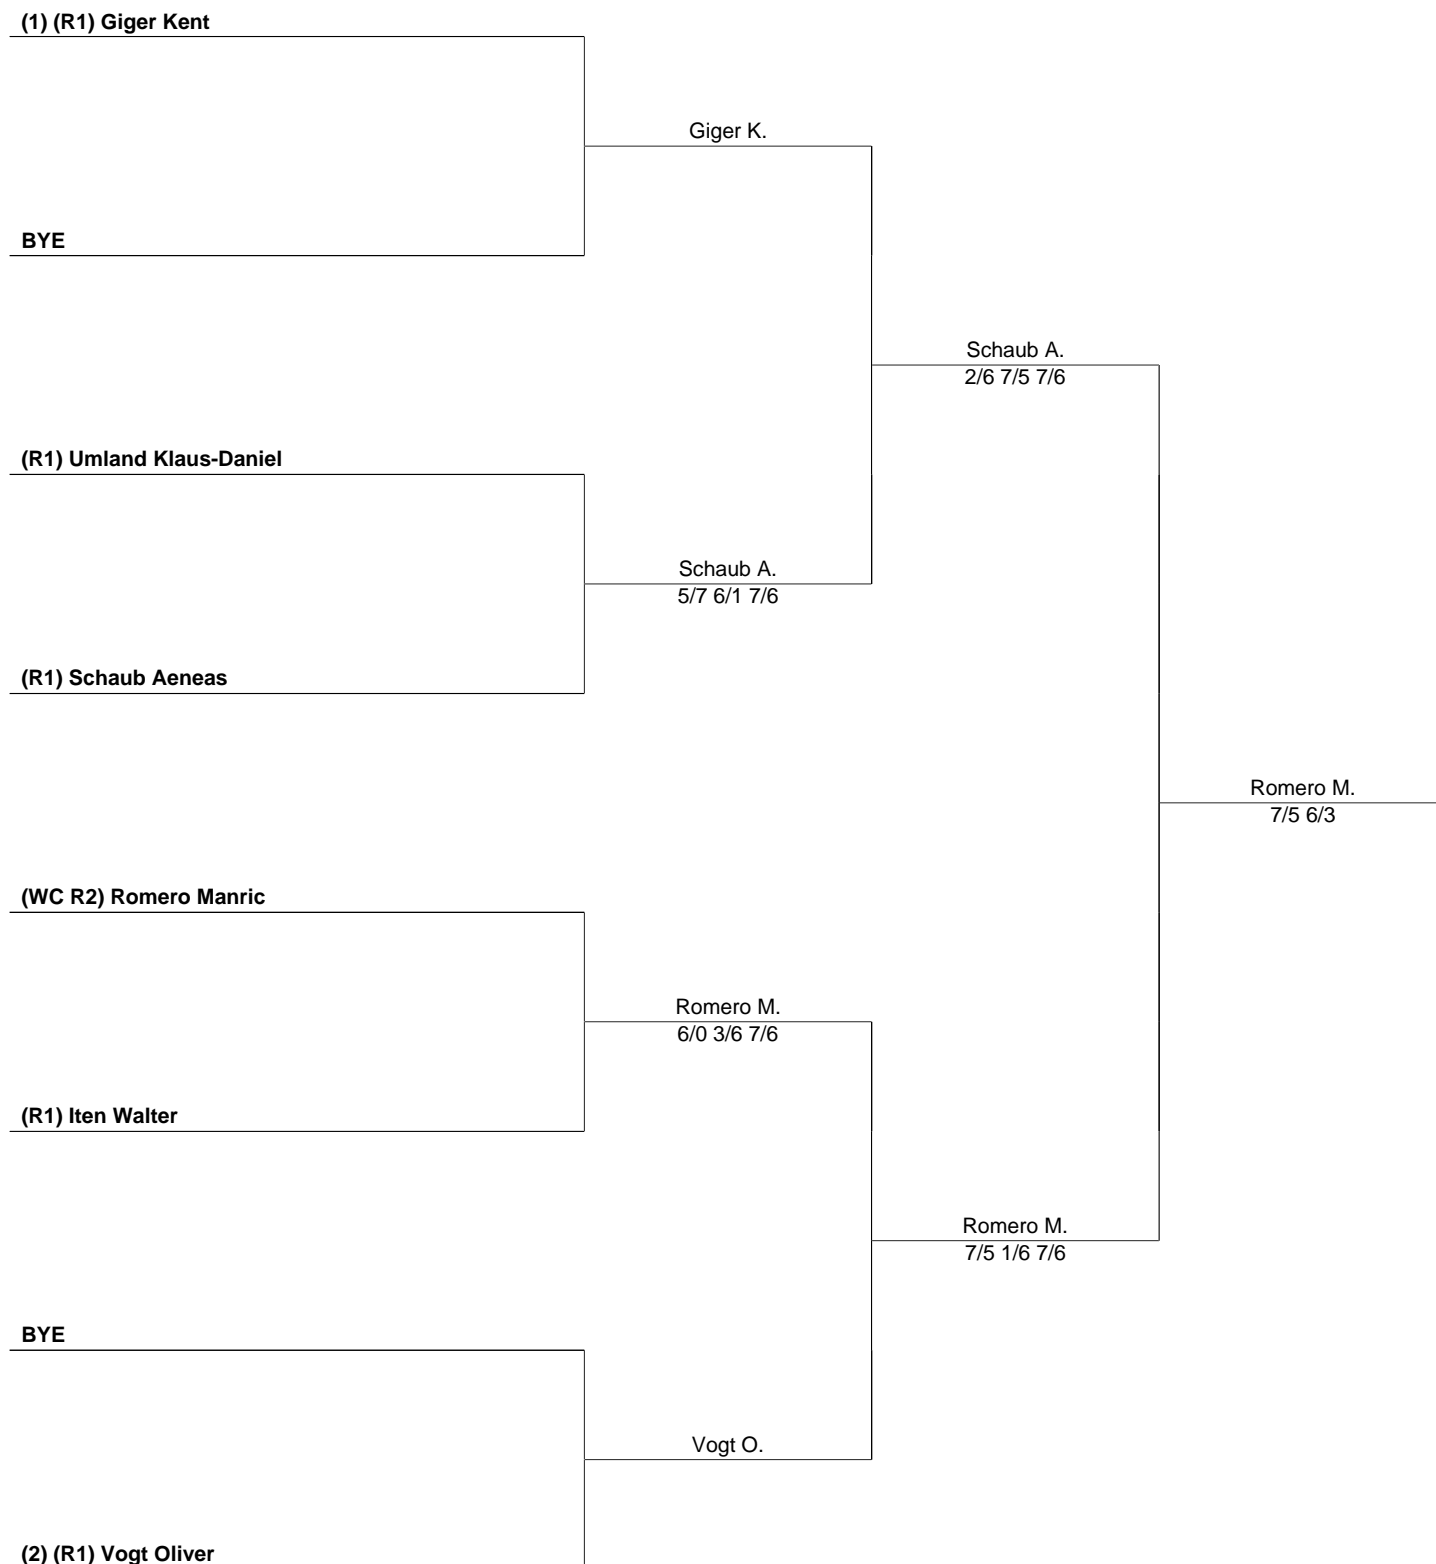 (1) (R1) Giger Kent
Giger K.
BYE
Schaub A.
2/6 7/5 7/6
(R1) Umland Klaus-Daniel
Schaub A.
5/7 6/1 7/6
(R1) Schaub Aeneas
Romero M.
7/5 6/3
(WC R2) Romero Manric
Romero M.
6/0 3/6 7/6
(R1) Iten Walter
Romero M.
7/5 1/6 7/6
BYE
Vogt O.
(2) (R1) Vogt Oliver